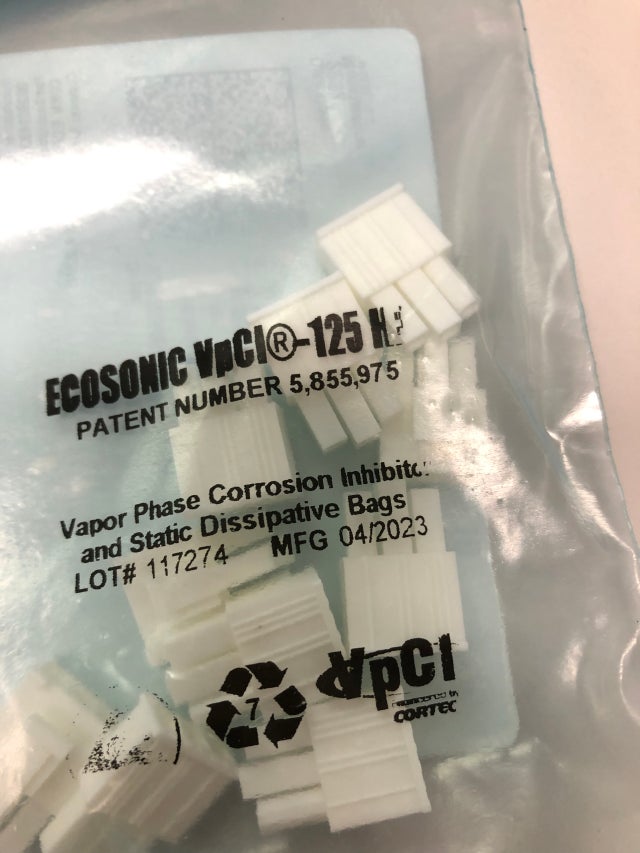 ECOSONIC VpCI®-125 H
PATENT NUMBER 5,855,975
Vapor Phase Corrosion Inhibitor
and Static Dissipative Bags
LOT# 117274 MFG 04/2023
7
VpCI
CORTEC